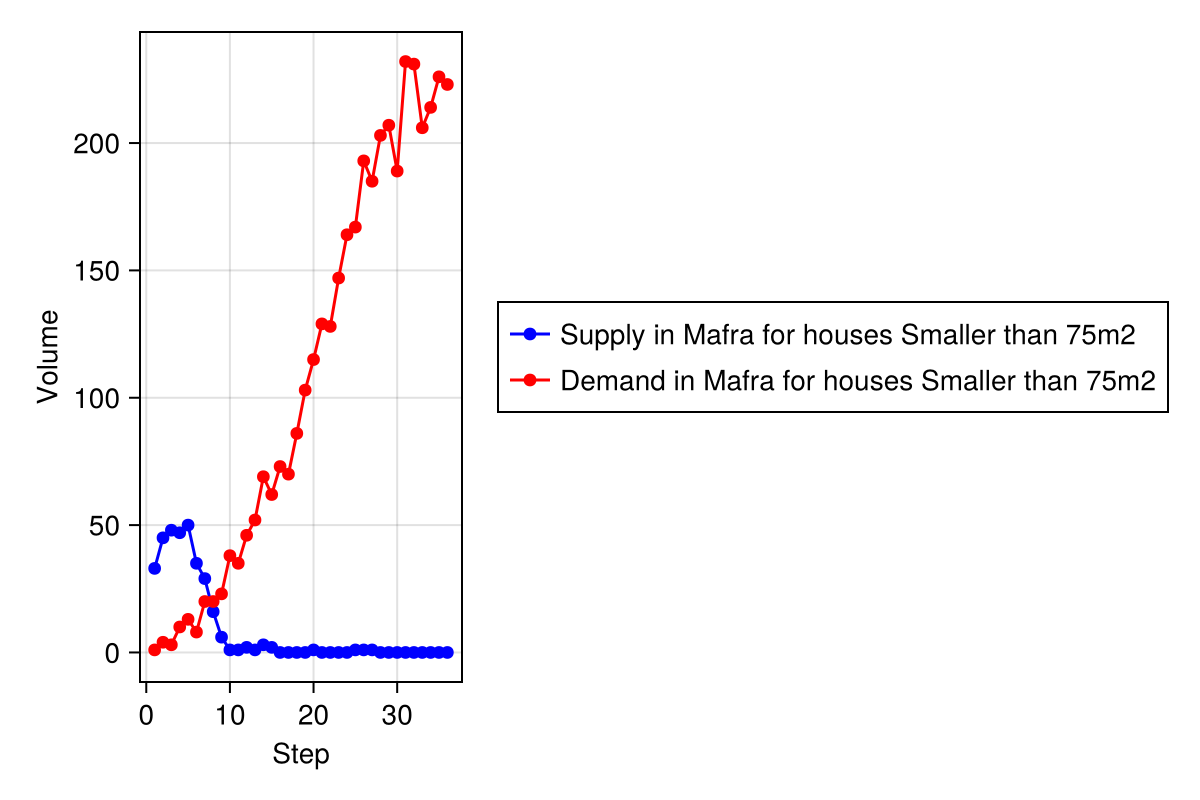 200
150
100
50
0
Volume
0 10 20 30
Step
Supply in Mafra for houses Smaller than 75m2
Demand in Mafra for houses Smaller than 75m2